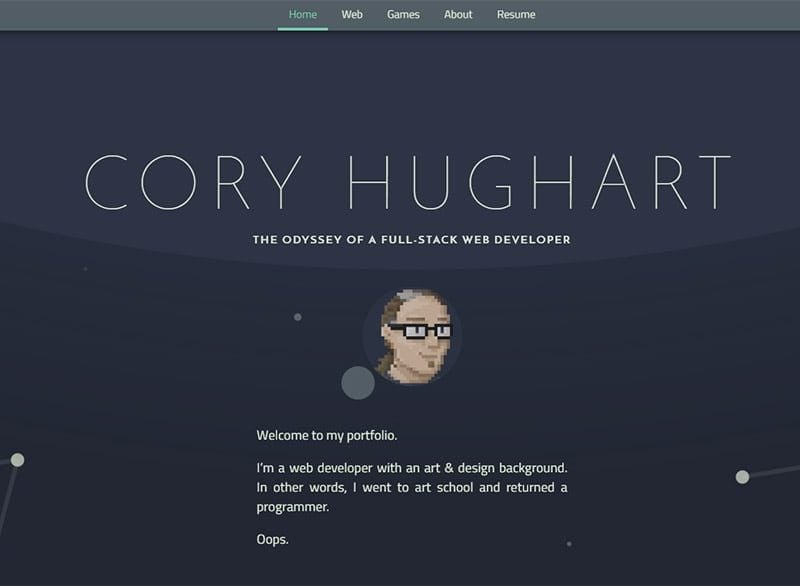 Home Web Games About Resume
CORY HUGHART
THE ODYSSEY OF A FULL-STACK WEB DEVELOPER
Welcome to my portfolio.
I'm a web developer with an art & design background.
In other words, I went to art school and returned a
programmer.
Oops.